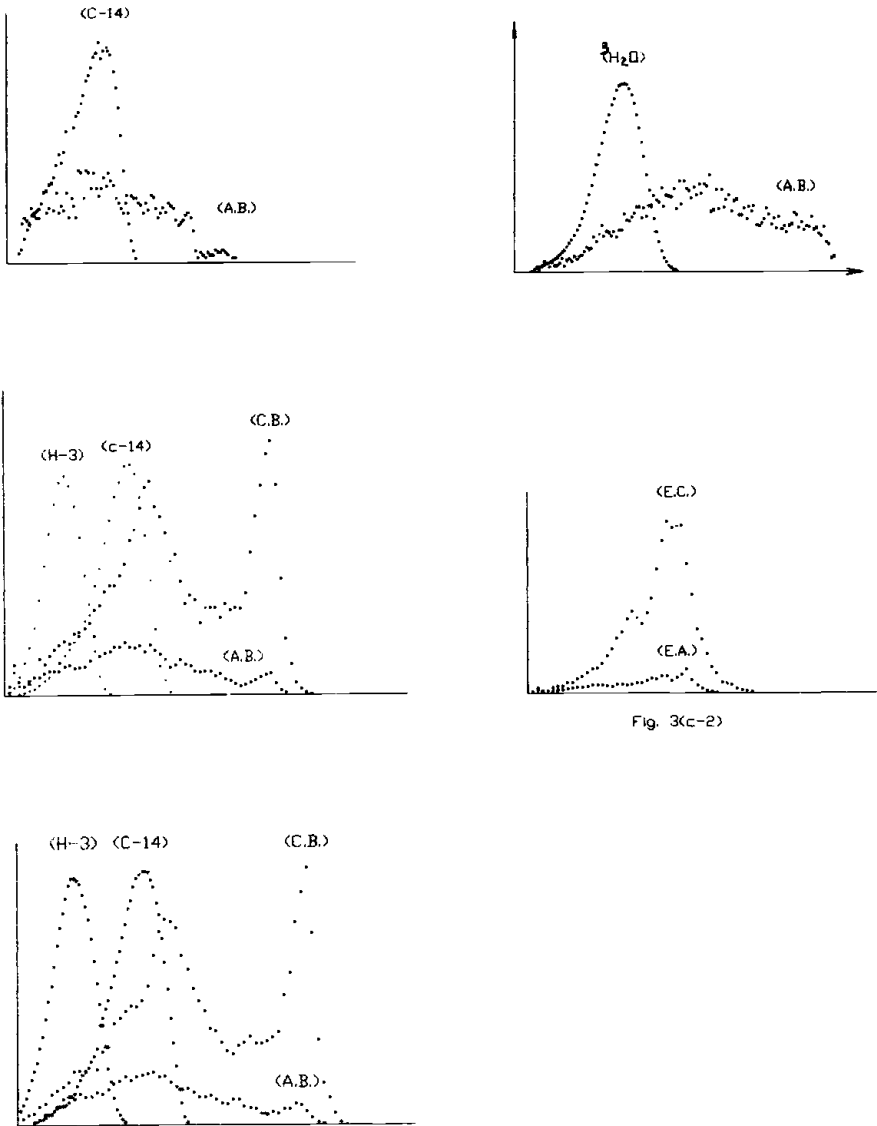 (C-14)
(A.B.)
3(H₂O)
(A.B.)
(H-3) (c-14) (C.B.)
(A.B.)
(E.C.)
(E.A.)
Fig. 3(c-2)
(H-3) (C-14) (C.B.)
(A.B.)